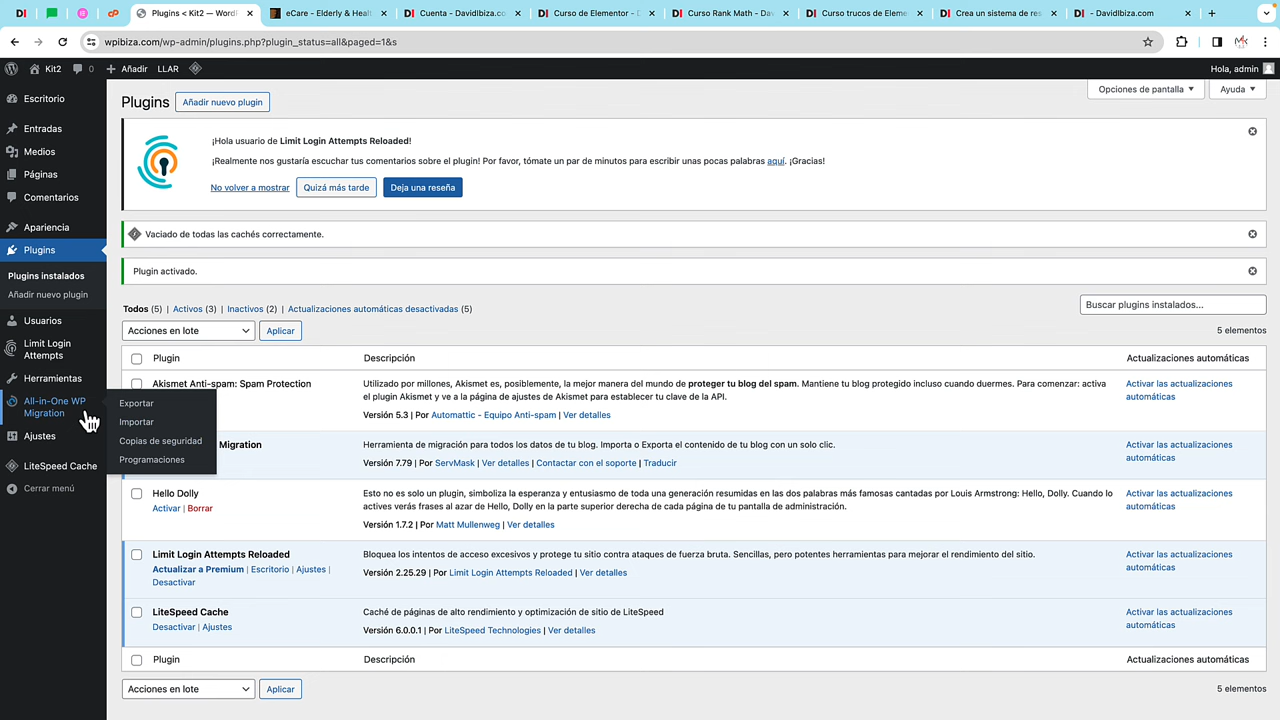 Plugins < Kit2 — WordI
eCare - Elderly & Healt
Cuenta - DavidIbiza.com
Curso de Elementor - D
Curso Rank Math - Dav
Curso trucos de Eleme
Crea un sistema de res
- DavidIbiza.com
wpibiza.com/wp-admin/plugins.php?plugin_status=all&paged=1&s
Kit2 0 + Añadir LLAR Hola, admin
Escritorio
Entradas
Medios
Páginas
Comentarios
Apariencia
Plugins
Plugins instalados
Añadir nuevo plugin
Usuarios
Limit Login
Attempts
Herramientas
All-in-One WP
Migration
Ajustes
LiteSpeed Cache
Cerrar menú
Exportar
Importar
Copias de seguridad
Programaciones
Opciones de pantalla ▼ Ayuda ▼
Plugins Añadir nuevo plugin
¡Hola usuario de Limit Login Attempts Reloaded!
¡Realmente nos gustaría escuchar tus comentarios sobre el plugin! Por favor, tómate un par de minutos para escribir unas pocas palabras aquí. ¡Gracias!
No volver a mostrar Quizá más tarde Deja una reseña
Vaciado de todas las cachés correctamente.
Plugin activado.
Todos (5) | Activos (3) | Inactivos (2) | Actualizaciones automáticas desactivadas (5)
Buscar plugins instalados...
Acciones en lote Aplicar
5 elementos
Plugin Descripción Actualizaciones automáticas
Akismet Anti-spam: Spam Protection
Utilizado por millones, Akismet es, posiblemente, la mejor manera del mundo de proteger tu blog del spam. Mantiene tu blog protegido incluso cuando duermes. Para comenzar: activa
el plugin Akismet y ve a la página de ajustes de Akismet para establecer tu clave de la API.
Versión 5.3 | Por Automattic - Equipo Anti-spam | Ver detalles
Activar las actualizaciones
automáticas
Migration
Herramienta de migración para todos los datos de tu blog. Importa o Exporta el contenido de tu blog con un solo clic.
Versión 7.79 | Por ServMask | Ver detalles | Contactar con el soporte | Traducir
Activar las actualizaciones
automáticas
Hello Dolly
Activar | Borrar
Esto no es solo un plugin, simboliza la esperanza y entusiasmo de toda una generación resumidas en las dos palabras más famosas cantadas por Louis Armstrong: Hello, Dolly. Cuando lo
actives verás frases al azar de Hello, Dolly en la parte superior derecha de cada página de tu pantalla de administración.
Versión 1.7.2 | Por Matt Mullenweg | Ver detalles
Activar las actualizaciones
automáticas
Limit Login Attempts Reloaded
Actualizar a Premium | Escritorio | Ajustes |
Desactivar
Bloquea los intentos de acceso excesivos y protege tu sitio contra ataques de fuerza bruta. Sencillas, pero potentes herramientas para mejorar el rendimiento del sitio.
Versión 2.25.29 | Por Limit Login Attempts Reloaded | Ver detalles
Activar las actualizaciones
automáticas
LiteSpeed Cache
Desactivar | Ajustes
Caché de páginas de alto rendimiento y optimización de sitio de LiteSpeed
Versión 6.0.0.1 | Por LiteSpeed Technologies | Ver detalles
Activar las actualizaciones
automáticas
Plugin Descripción Actualizaciones automáticas
Acciones en lote Aplicar
5 elementos